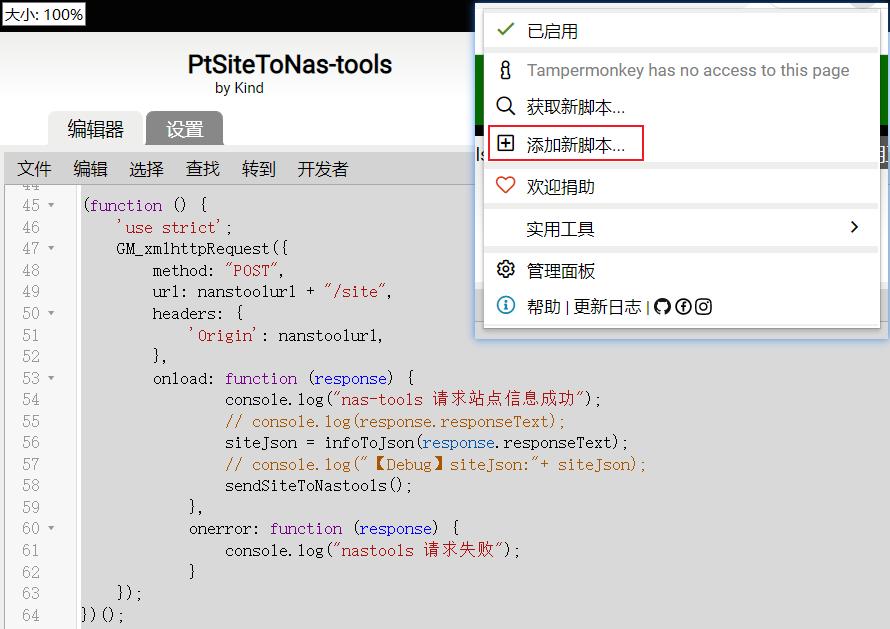 大小: 100%
PtSiteToNas-tools
by Kind
编辑器 设置
文件 编辑 选择 查找 转到 开发者
44
45 (function () {
46 'use strict';
47 GM_xmlhttpRequest({
48 method: "POST",
49 url: nanstoolurl + "/site",
50 headers: {
51 'Origin': nanstoolurl,
52 },
53 onload: function (response) {
54 console.log("nas-tools 请求站点信息成功");
55 // console.log(response.responseText);
56 siteJson = infoToJson(response.responseText);
57 // console.log("【Debug】siteJson:"+ siteJson);
58 sendSiteToNastools();
59 },
60 onerror: function (response) {
61 console.log("nastools 请求失败");
62 }
63 });
64 })();
已启用
Tampermonkey has no access to this page
获取新脚本...
添加新脚本...
欢迎捐助
实用工具
管理面板
帮助 | 更新日志 |